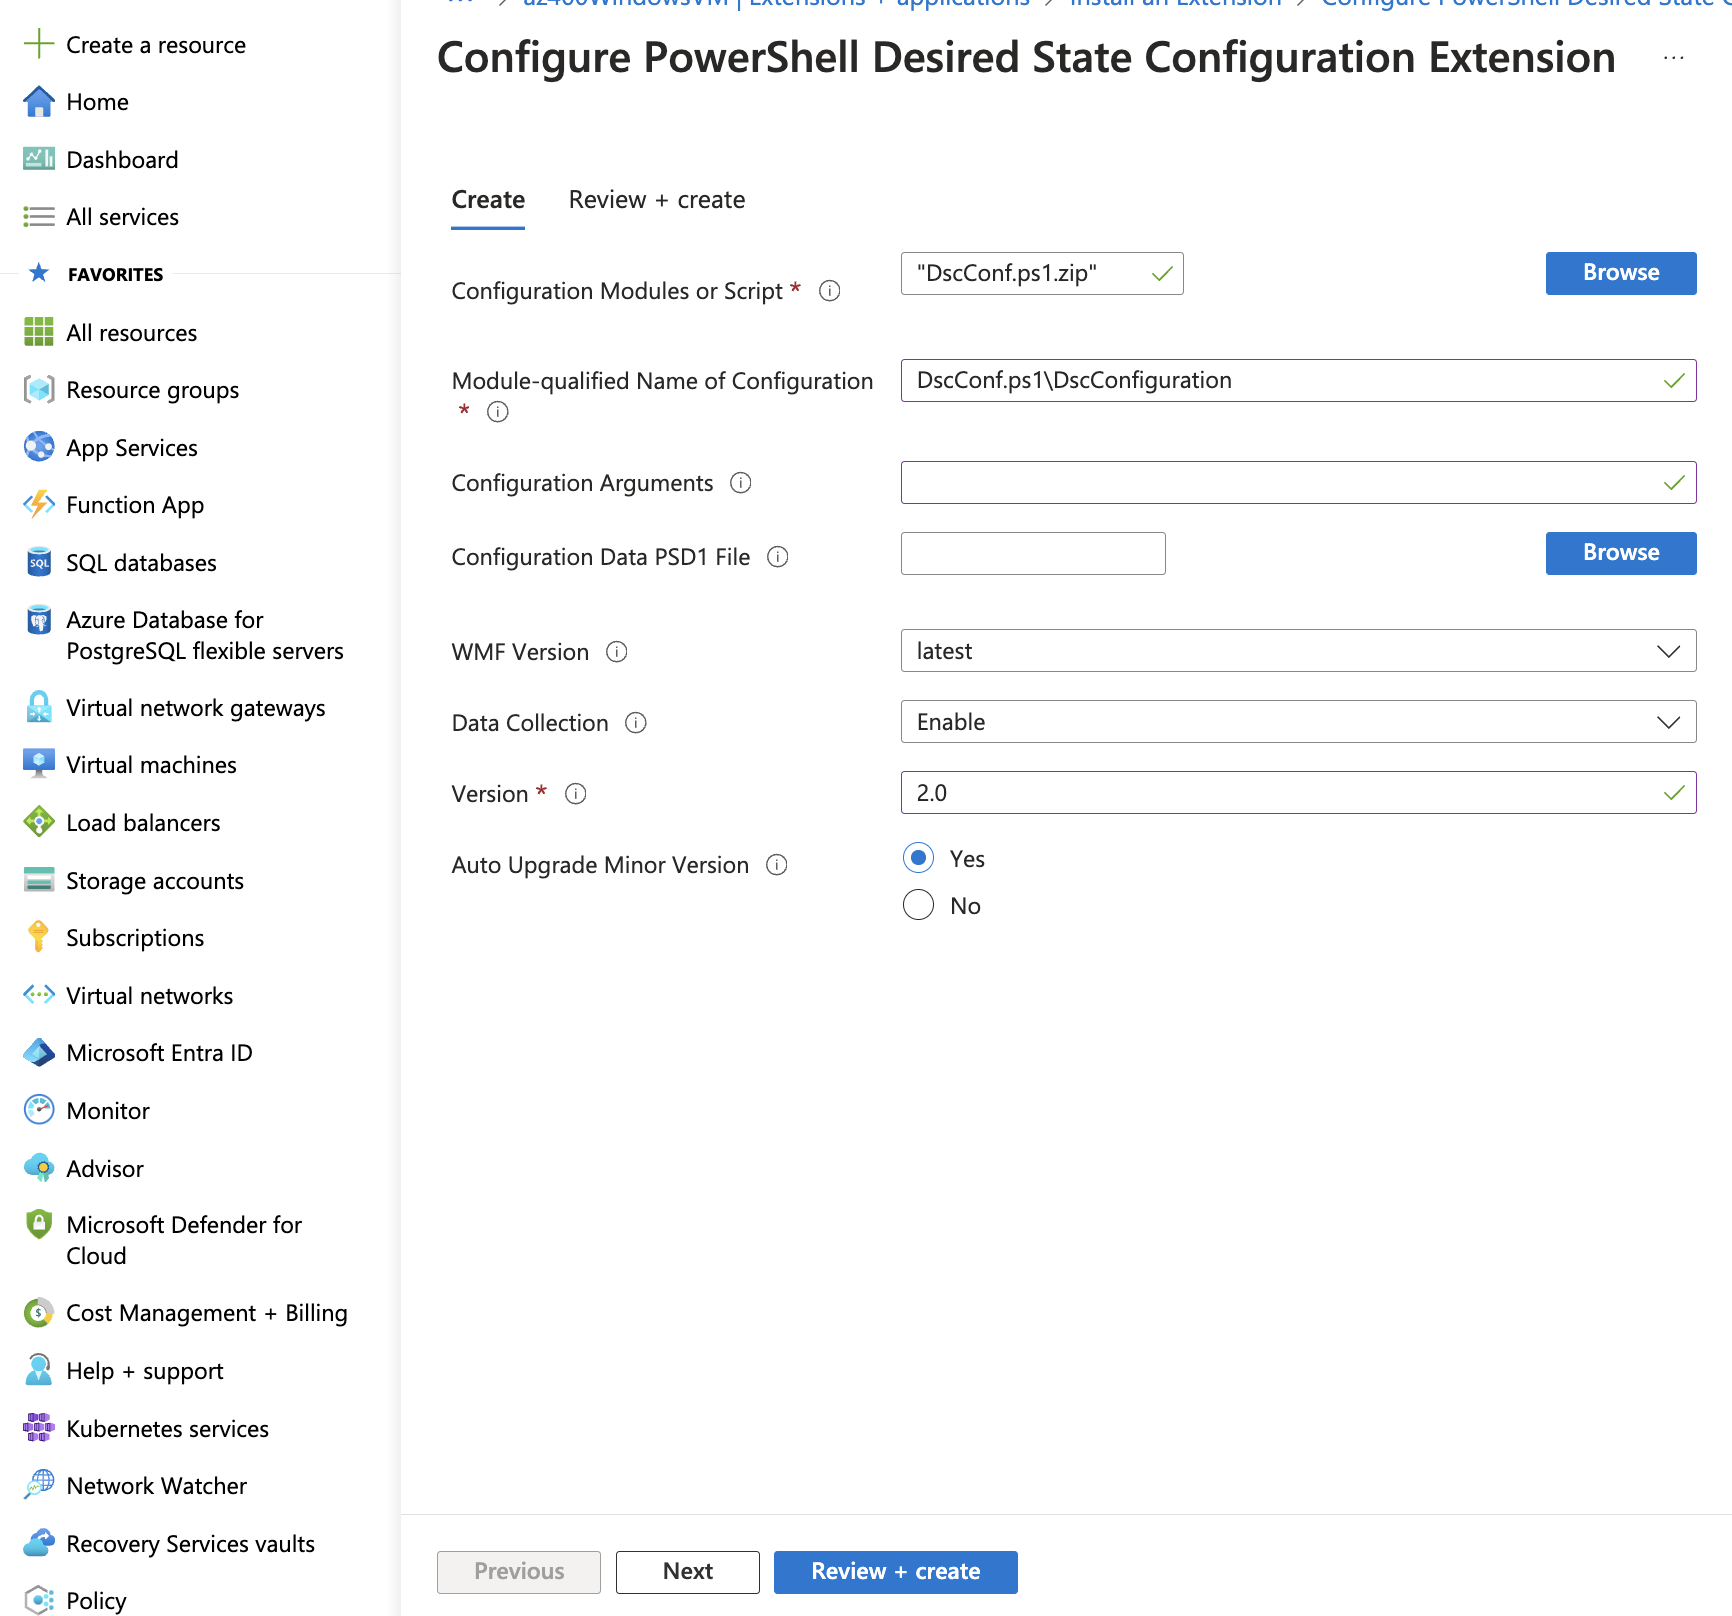 Create a resource
Home
Dashboard
All services
FAVORITES
All resources
Resource groups
App Services
Function App
SQL databases
Azure Database for
PostgreSQL flexible servers
Virtual network gateways
Virtual machines
Load balancers
Storage accounts
Subscriptions
Virtual networks
Microsoft Entra ID
Monitor
Advisor
Microsoft Defender for
Cloud
Cost Management + Billing
Help + support
Kubernetes services
Network Watcher
Recovery Services vaults
Policy
az400WindowsVM | Extensions + applications > Install an Extension > Configure PowerShell Desired State
Configure PowerShell Desired State Configuration Extension ...
Create Review + create
Configuration Modules or Script * "DscConf.ps1.zip" Browse
Module-qualified Name of Configuration * DscConf.ps1\DscConfiguration
Configuration Arguments
Configuration Data PSD1 File Browse
WMF Version latest
Data Collection Enable
Version * 2.0
Auto Upgrade Minor Version Yes
No
Previous Next Review + create